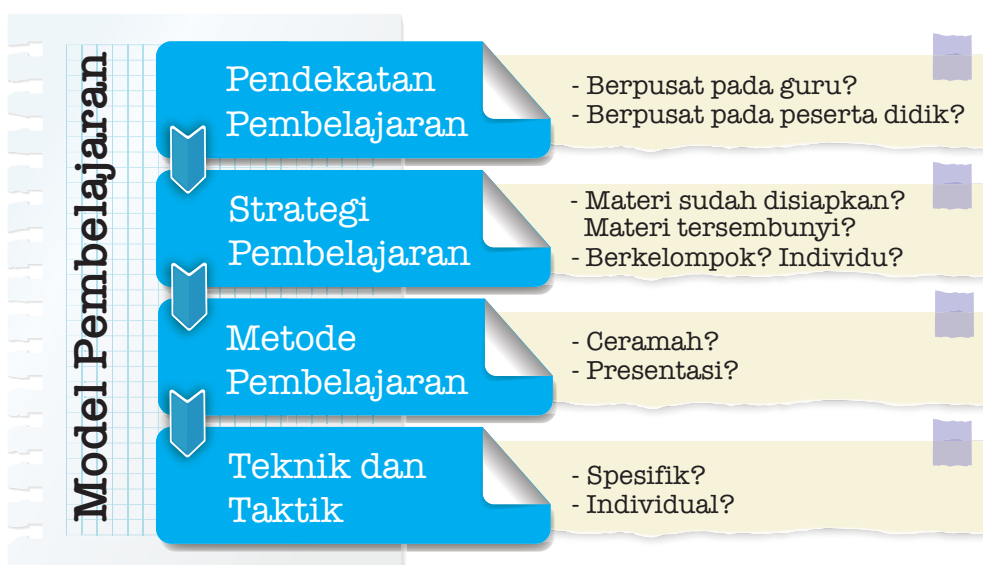 Model Pembelajaran
Pendekatan
Pembelajaran
- Berpusat pada guru?
- Berpusat pada peserta didik?
Strategi
Pembelajaran
- Materi sudah disiapkan?
Materi tersembunyi?
- Berkelompok? Individu?
Metode
Pembelajaran
- Ceramah?
- Presentasi?
Teknik dan
Taktik
- Spesifik?
- Individual?